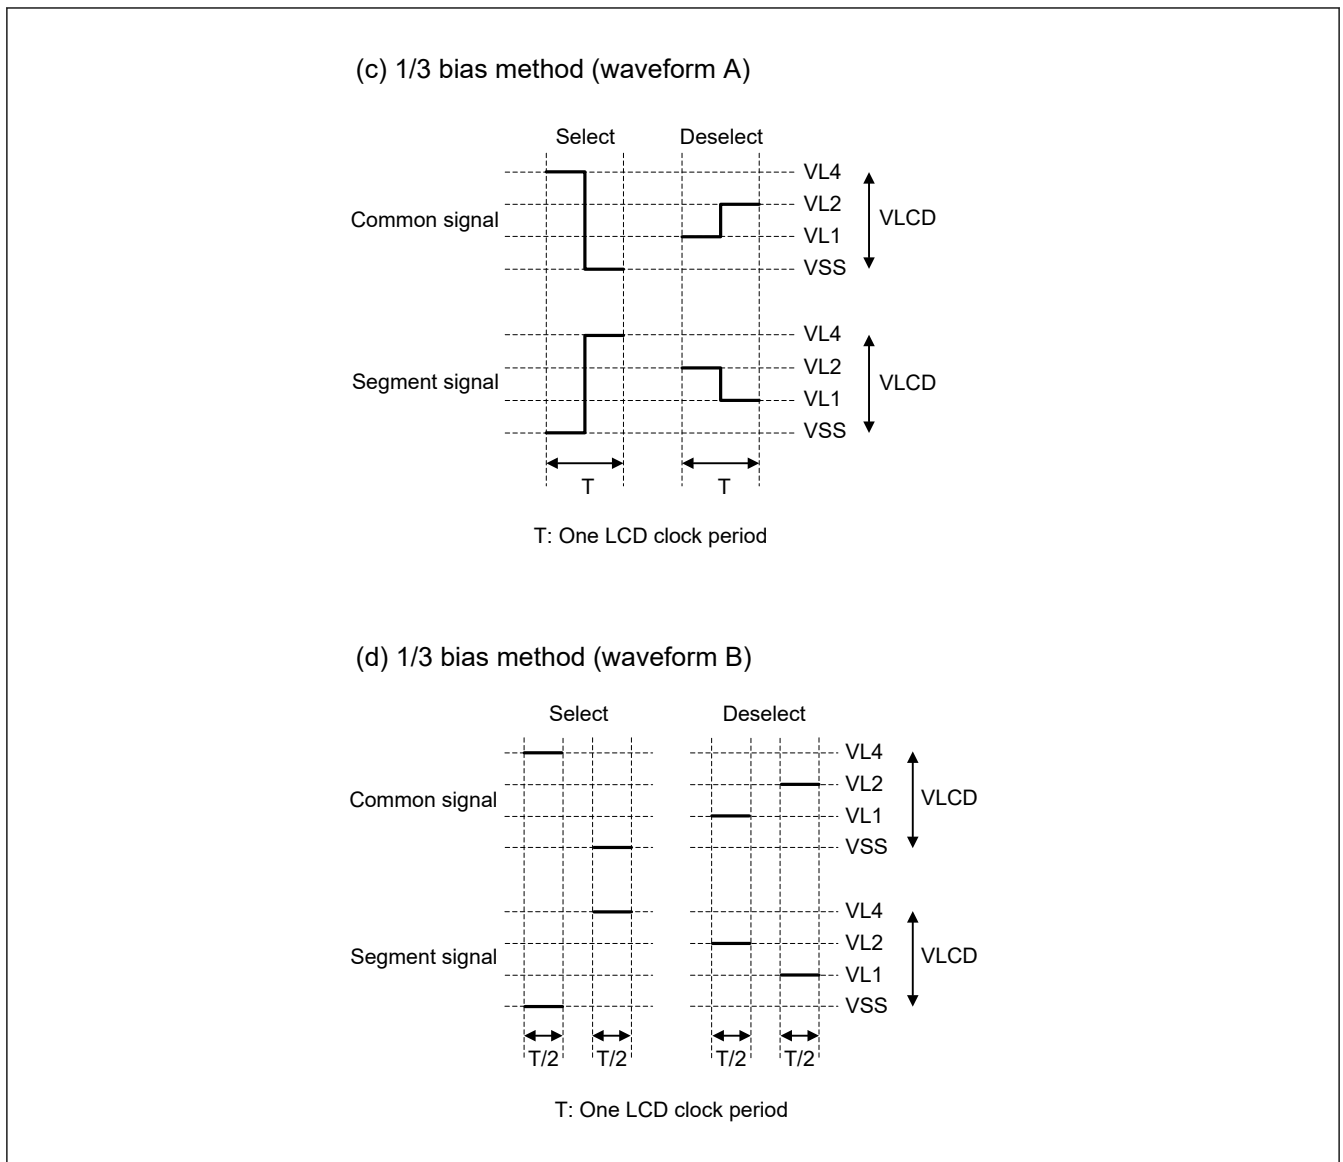 (c) 1/3 bias method (waveform A)
Select Deselect
VL4
VL2
Common signal VLCD
VL1
VSS
VL4
VL2
Segment signal VLCD
VL1
VSS
T T
T: One LCD clock period
(d) 1/3 bias method (waveform B)
Select Deselect
VL4
VL2
Common signal VLCD
VL1
VSS
VL4
VL2
Segment signal VLCD
VL1
VSS
T/2 T/2 T/2 T/2
T: One LCD clock period